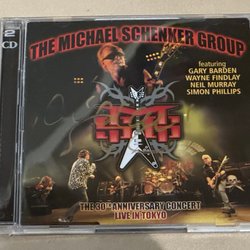 2
CD
THE MICHAEL SCHENKER GROUP
featuring
GARY BARDEN
WAYNE FINDLAY
NEIL MURRAY
SIMON PHILLIPS
THE 30TH ANNIVERSARY CONCERT
LIVE IN TOKYO